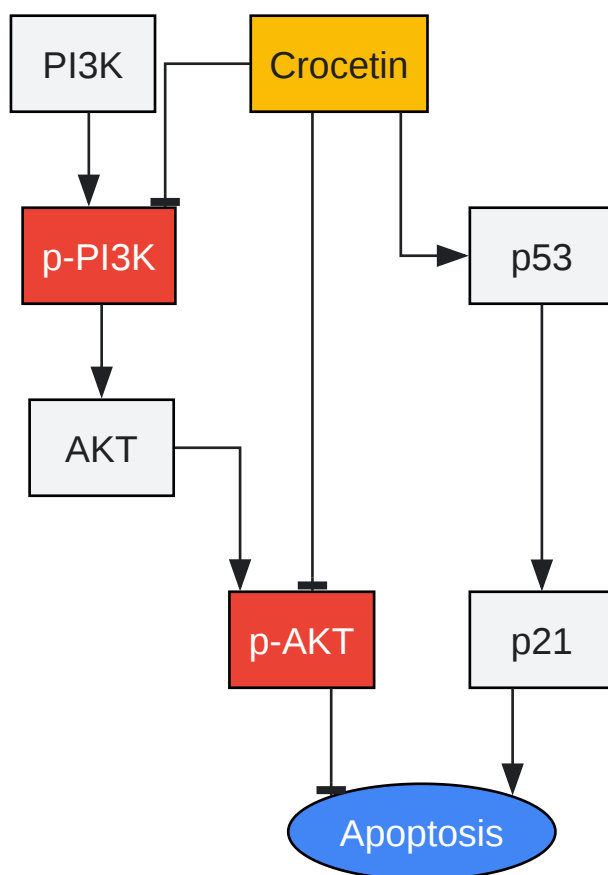 PI3K
Crocetin
p-PI3K
p53
AKT
p-AKT
p21
Apoptosis